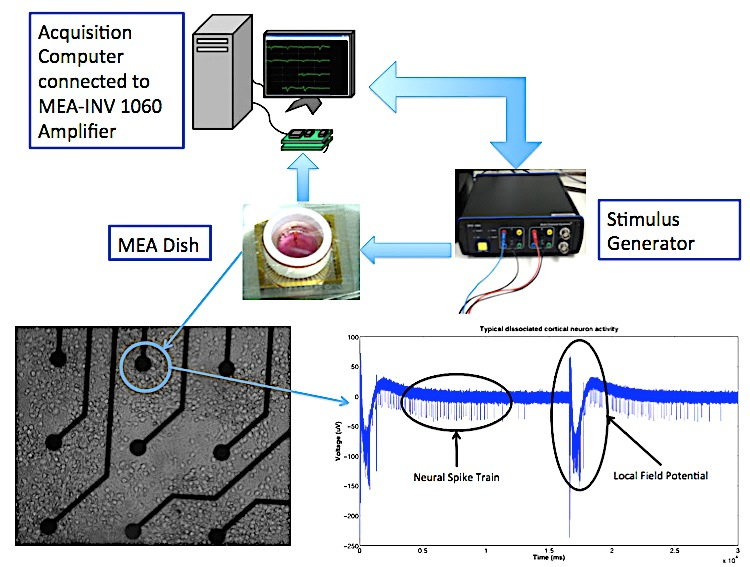 Acquisition
Computer
connected to
MEA-INV 1060
Amplifier
MEA Dish
Stimulus
Generator
Typical dissociated cortical neuron activity
100
50
0
-50
-100
-150
-200
-250
Voltage (uV)
Neural Spike Train
Local Field Potential
0
0.5
1
1.5
2
2.5
3
Time (ms)
x 10⁴